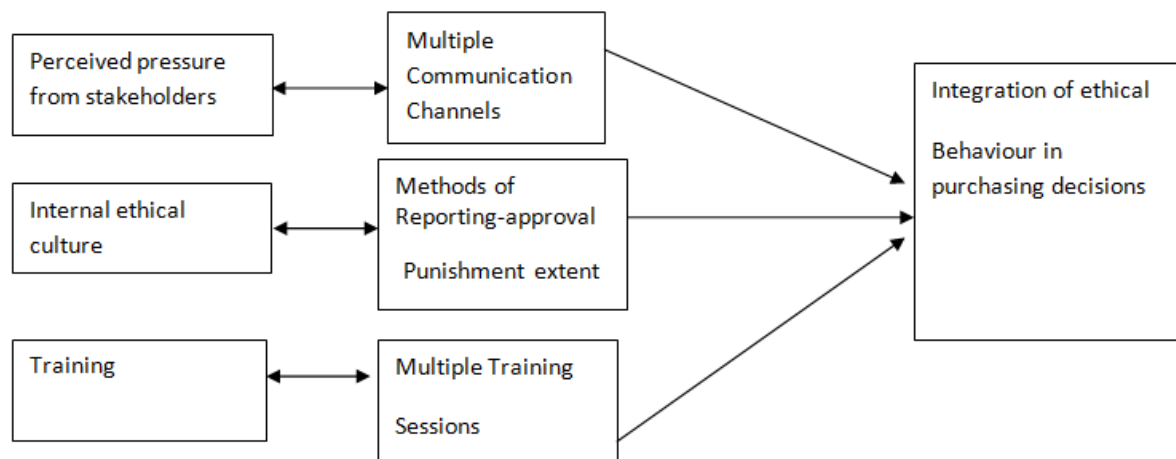 Perceived pressure
from stakeholders
Multiple
Communication
Channels
Integration of ethical
Behaviour in
purchasing decisions
Internal ethical
culture
Methods of
Reporting-approval
Punishment extent
Training
Multiple Training
Sessions